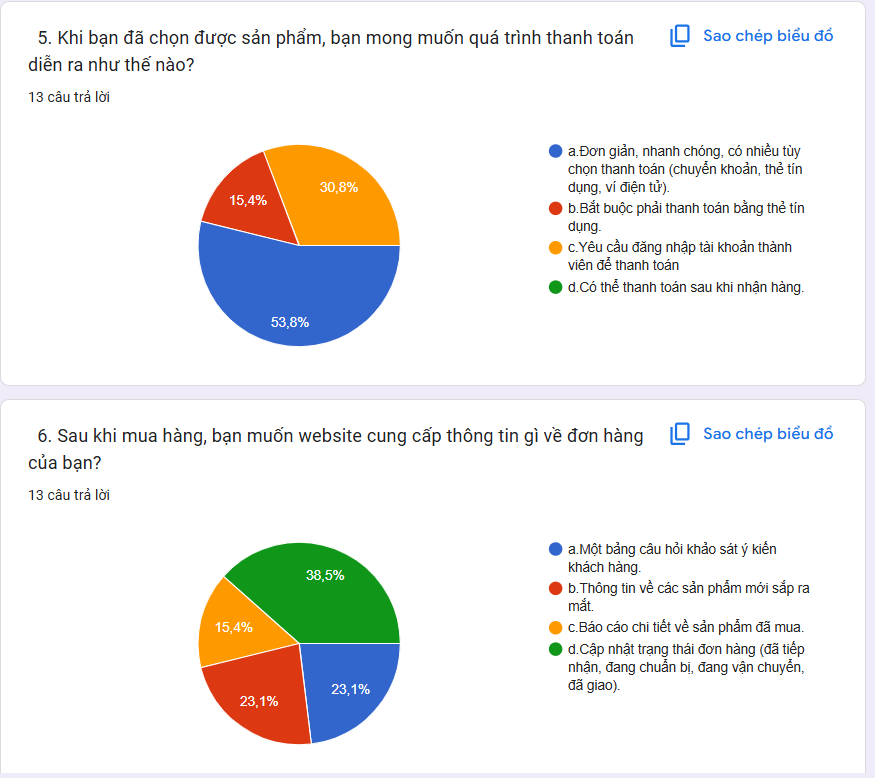 5. Khi bạn đã chọn được sản phẩm, bạn mong muốn quá trình thanh toán
diễn ra như thế nào?
Sao chép biểu đồ
13 câu trả lời
30,8%
15,4%
53,8%
a.Đơn giản, nhanh chóng, có nhiều tùy
chọn thanh toán (chuyển khoản, thẻ tín
dụng, ví điện tử).
b.Bắt buộc phải thanh toán bằng thẻ tín
dụng.
c.Yêu cầu đăng nhập tài khoản thành
viên để thanh toán
d.Có thể thanh toán sau khi nhận hàng.
6. Sau khi mua hàng, bạn muốn website cung cấp thông tin gì về đơn hàng
của bạn?
Sao chép biểu đồ
13 câu trả lời
38,5%
15,4%
23,1%
23,1%
a.Một bảng câu hỏi khảo sát ý kiến
khách hàng.
b.Thông tin về các sản phẩm mới sắp ra
mắt.
c.Báo cáo chi tiết về sản phẩm đã mua.
d.Cập nhật trạng thái đơn hàng (đã tiếp
nhận, đang chuẩn bị, đang vận chuyển,
đã giao).